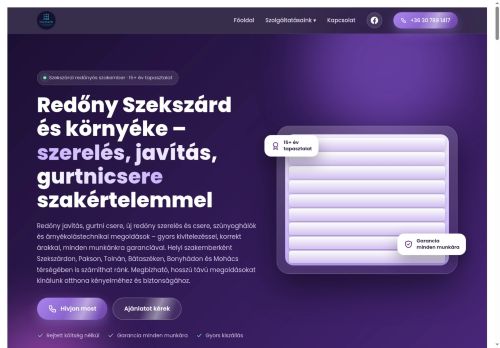 Főoldal
Szolgáltatásaink ▾
Kapcsolat
+36 30 788 1417
Szekszárdi redőnyös szakember · 15+ év tapasztalat
Redőny Szekszárd
és környéke –
szerelés, javítás,
gurtnicsere
szakértelemmel
15+ év
tapasztalat
Garancia
minden munkára
Redőny javítás, gurtni csere, új redőny szerelés és csere, szúnyoghálók
és árnyékolástechnikai megoldások – gyors kivitelezéssel, korrekt
árakkal, minden munkánkra garanciával. Helyi szakemberként
Szekszárdon, Pakson, Tolnán, Bátaszéken, Bonyhádon és Mohács
térségében is számíthat ránk. Megbízható, hosszú távú megoldásokat
kínálunk otthona kényelméhez és biztonságához.
Hívjon most
Ajánlatot kérek
Rejtett költség nélkül
Garancia minden munkára
Gyors kiszállás